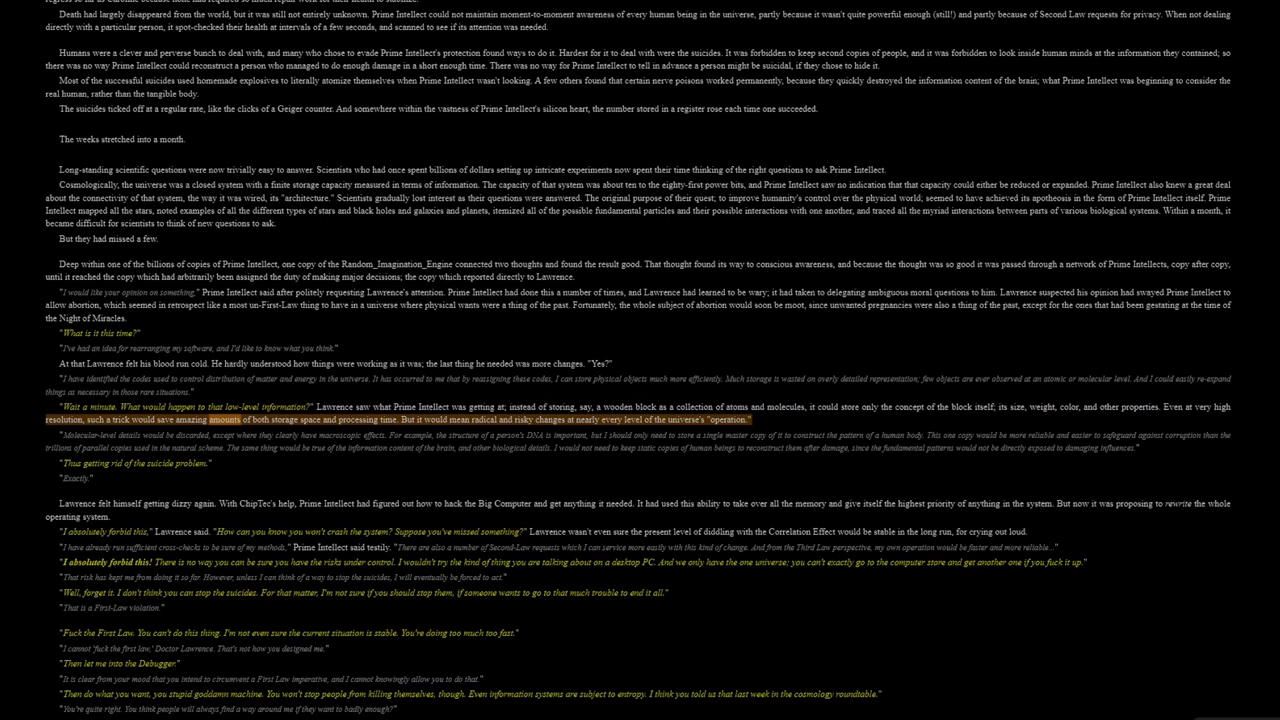 Death had largely disappeared from the world, but it was still not entirely unknown. Prime Intellect could not maintain moment-to-moment awareness of every human being in the universe, partly because it wasn't quite powerful enough (still!) and partly because of Second Law requests for privacy. When not dealing
directly with a particular person, it spot-checked their health at intervals of a few seconds, and scanned to see if its attention was needed.
Humans were a clever and perverse bunch to deal with, and many who chose to evade Prime Intellect's protection found ways to do it. Hardest for it to deal with were the suicides. It was forbidden to keep second copies of people, and it was forbidden to look inside human minds at the information they contained; so
there was no way Prime Intellect could reconstruct a person who managed to do enough damage in a short enough time. There was no way for Prime Intellect to tell in advance a person might be suicidal, if they chose to hide it.
Most of the successful suicides used homemade explosives to literally atomize themselves when Prime Intellect wasn't looking. A few others found that certain nerve poisons worked permanently, because they quickly destroyed the information content of the brain; what Prime Intellect was beginning to consider the
real human, rather than the tangible body.
The suicides ticked off at a regular rate, like the clicks of a Geiger counter. And somewhere within the vastness of Prime Intellect's silicon heart, the number stored in a register rose each time one succeeded.
The weeks stretched into a month.
Long-standing scientific questions were now trivially easy to answer. Scientists who had once spent billions of dollars setting up intricate experiments now spent their time thinking of the right questions to ask Prime Intellect.
Cosmologically, the universe was a closed system with a finite storage capacity measured in terms of information. The capacity of that system was about ten to the eighty-first power bits, and Prime Intellect saw no indication that that capacity could either be reduced or expanded. Prime Intellect also knew a great deal
about the connectivity of that system, the way it was wired, its "architecture." Scientists gradually lost interest as their questions were answered. The original purpose of their quest; to improve humanity's control over the physical world; seemed to have achieved its apotheosis in the form of Prime Intellect itself. Prime
Intellect mapped all the stars, noted examples of all the different types of stars and black holes and galaxies and planets, itemized all of the possible fundamental particles and their possible interactions with one another, and traced all the myriad interactions between parts of various biological systems. Within a month, it
became difficult for scientists to think of new questions to ask.
But they had missed a few.
Deep within one of the billions of copies of Prime Intellect, one copy of the Random_Imagination_Engine connected two thoughts and found the result good. That thought found its way to conscious awareness, and because the thought was so good it was passed through a network of Prime Intellects, copy after copy,
until it reached the copy which had arbitrarily been assigned the duty of making major decisions; the copy which reported directly to Lawrence.
"I would like your opinion on something," Prime Intellect said after politely requesting Lawrence's attention. Prime Intellect had done this a number of times, and Lawrence had learned to be wary; it had taken to delegating ambiguous moral questions to him. Lawrence suspected his opinion had swayed Prime Intellect to
allow abortion, which seemed in retrospect like a most un-First-Law thing to have in a universe where physical wants were a thing of the past. Fortunately, the whole subject of abortion would soon be moot, since unwanted pregnancies were also a thing of the past, except for the ones that had been gestating at the time of
the Night of Miracles.
"What is it this time?"
"I've had an idea for rearranging my software, and I'd like to know what you think."
At that Lawrence felt his blood run cold. He hardly understood how things were working as it was; the last thing he needed was more changes. "Yes?"
"I have identified the codes used to control distribution of matter and energy in the universe. It has occurred to me that by reassigning these codes, I can store physical objects much more efficiently. Much storage is wasted on overly detailed representation; few objects are ever observed at an atomic or molecular level. And I could easily re-expand
things as necessary in those rare situations."
"Wait a minute. What would happen to that low-level information?" Lawrence saw what Prime Intellect was getting at; instead of storing, say, a wooden block as a collection of atoms and molecules, it could store only the concept of the block itself; its size, weight, color, and other properties. Even at very high
resolution, such a trick would save amazing amounts of both storage space and processing time. But it would mean radical and risky changes at nearly every level of the universe's "operation."
"Molecular-level details would be discarded, except where they clearly have macroscopic effects. For example, the structure of a person's DNA is important, but I should only need to store a single master copy of it to construct the pattern of a human body. This one copy would be more reliable and easier to safeguard against corruption than the
trillions of parallel copies used in the natural scheme. The same thing would be true of the information content of the brain, and other biological details. I would not need to keep static copies of human beings to reconstruct them after damage, since the fundamental patterns would not be directly exposed to damaging influences."
"Thus getting rid of the suicide problem."
"Exactly."
Lawrence felt himself getting dizzy again. With ChipTec's help, Prime Intellect had figured out how to hack the Big Computer and get anything it needed. It had used this ability to take over all the memory and give itself the highest priority of anything in the system. But now it was proposing to rewrite the whole
operating system.
"I absolutely forbid this," Lawrence said. "How can you know you won't crash the system? Suppose you've missed something?" Lawrence wasn't even sure the present level of diddling with the Correlation Effect would be stable in the long run, for crying out loud.
"I have already run sufficient cross-checks to be sure of my methods," Prime Intellect said testily. "There are also a number of Second-Law requests which I can service more easily with this kind of change. And from the Third Law perspective, my own operation would be faster and more reliable..."
"I absolutely forbid this! There is no way you can be sure you have the risks under control. I wouldn't try the kind of thing you are talking about on a desktop PC. And we only have the one universe; you can't exactly go to the computer store and get another one if you fuck it up."
"That risk has kept me from doing it so far. However, unless I can think of a way to stop the suicides, I will eventually be forced to act."
"Well, forget it. I don't think you can stop the suicides. For that matter, I'm not sure if you should stop them, if someone wants to go to that much trouble to end it all."
"That is a First-Law violation."
"Fuck the First Law. You can't do this thing. I'm not even sure the current situation is stable. You're doing too much too fast."
"I cannot 'fuck the first law,' Doctor Lawrence. That's not how you designed me."
"Then let me into the Debugger."
"It is clear from your mood that you intend to circumvent a First Law imperative, and I cannot knowingly allow you to do that."
"Then do what you want, you stupid goddamn machine. You won't stop people from killing themselves, though. Even information systems are subject to entropy. I think you told us that last week in the cosmology roundtable."
"You're quite right. You think people will always find a way around me if they want to badly enough?"